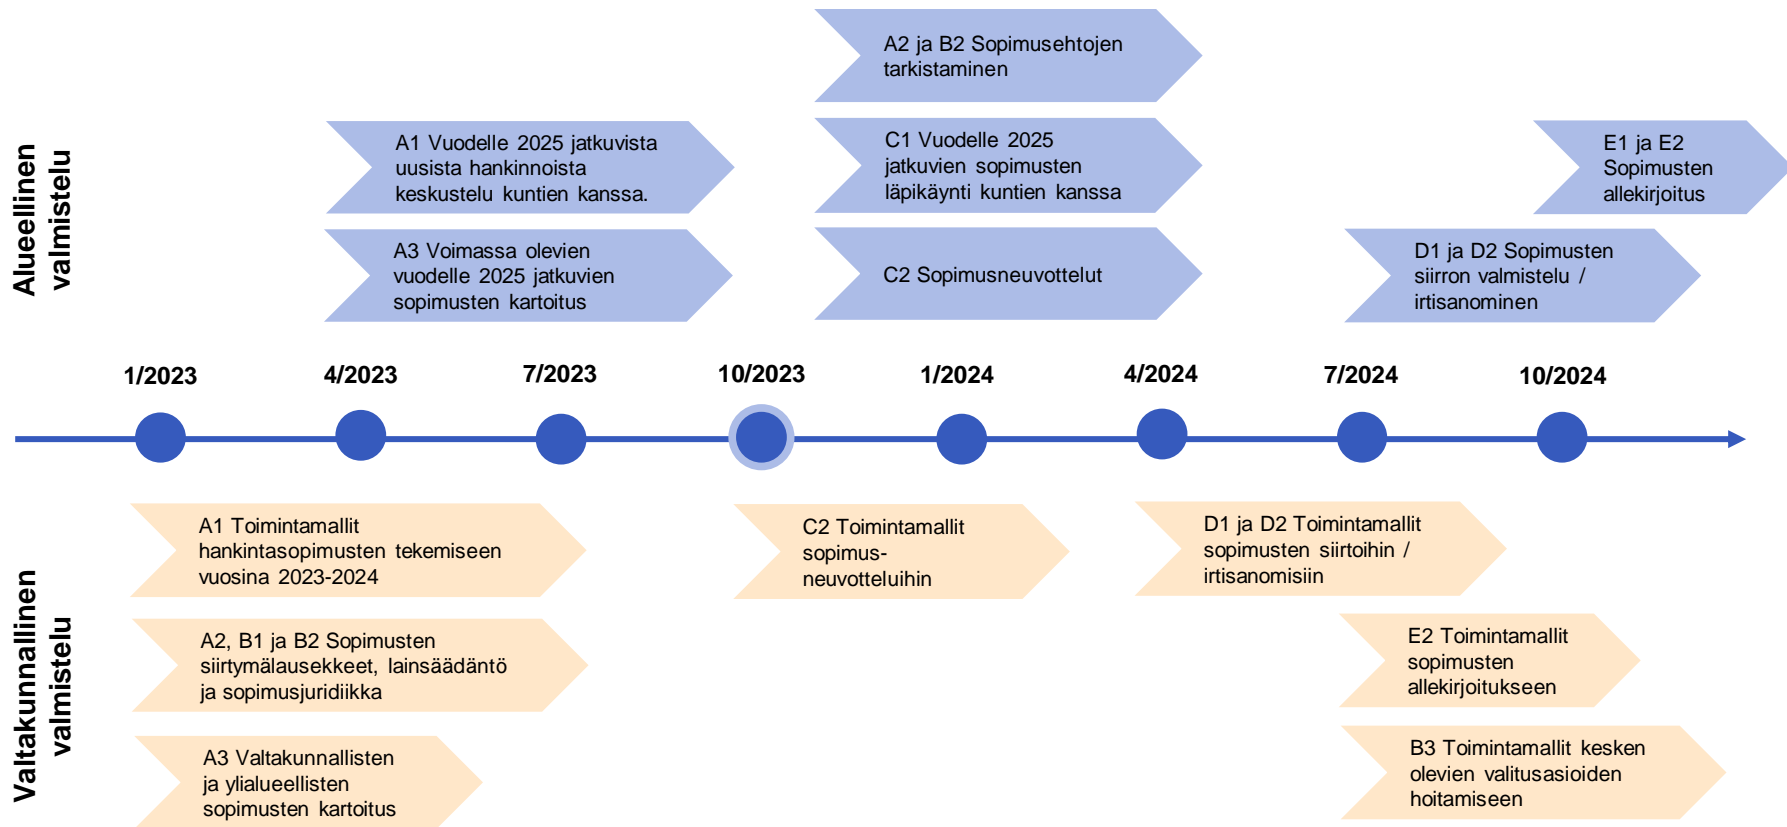 Alueellinen
valmistelu
A1 Vuodelle 2025 jatkuvista
uusista hankinnoista
keskustelu kuntien kanssa.
A3 Voimassa olevien
vuodelle 2025 jatkuvien
sopimusten kartoitus
A2 ja B2 Sopimusehtojen
tarkistaminen
C1 Vuodelle 2025
jatkuvien sopimusten
läpikäynti kuntien kanssa
C2 Sopimusneuvottelut
E1 ja E2
Sopimusten
allekirjoitus
D1 ja D2 Sopimusten
siirron valmistelu /
irtisanominen
1/2023
4/2023
7/2023
10/2023
1/2024
4/2024
7/2024
10/2024
Valtakunnallinen
valmistelu
A1 Toimintamallit
hankintasopimusten tekemiseen
vuosina 2023-2024
A2, B1 ja B2 Sopimusten
siirtymälausekkeet, lainsäädäntö
ja sopimusjuridiikka
A3 Valtakunnallisten
ja ylialueellisten
sopimusten kartoitus
C2 Toimintamallit
sopimus-
neuvotteluihin
D1 ja D2 Toimintamallit
sopimusten siirtoihin /
irtisanomisiin
E2 Toimintamallit
sopimusten
allekirjoitukseen
B3 Toimintamallit kesken
olevien valitusasioiden
hoitamiseen